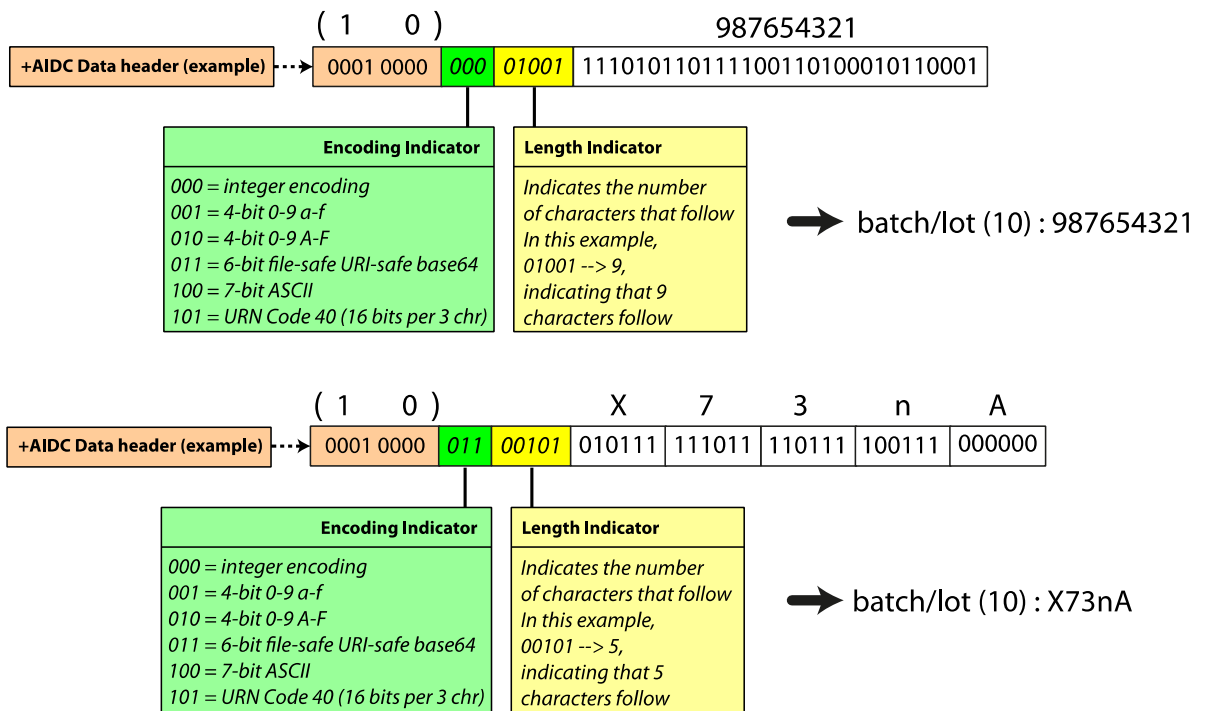 ( 1 0 ) 987654321
+AIDC Data header (example) 0001 0000 000 01001 111010110111100110100010110001
Encoding Indicator
000 = integer encoding
001 = 4-bit 0-9 a-f
010 = 4-bit 0-9 A-F
011 = 6-bit file-safe URI-safe base64
100 = 7-bit ASCII
101 = URN Code 40 (16 bits per 3 chr)
Length Indicator
Indicates the number
of characters that follow
In this example,
01001 --> 9,
indicating that 9
characters follow
batch/lot (10) : 987654321
( 1 0 ) X 7 3 n A
+AIDC Data header (example) 0001 0000 011 00101 010111 111011 110111 100111 000000
Encoding Indicator
000 = integer encoding
001 = 4-bit 0-9 a-f
010 = 4-bit 0-9 A-F
011 = 6-bit file-safe URI-safe base64
100 = 7-bit ASCII
101 = URN Code 40 (16 bits per 3 chr)
Length Indicator
Indicates the number
of characters that follow
In this example,
00101 --> 5,
indicating that 5
characters follow
batch/lot (10) : X73nA